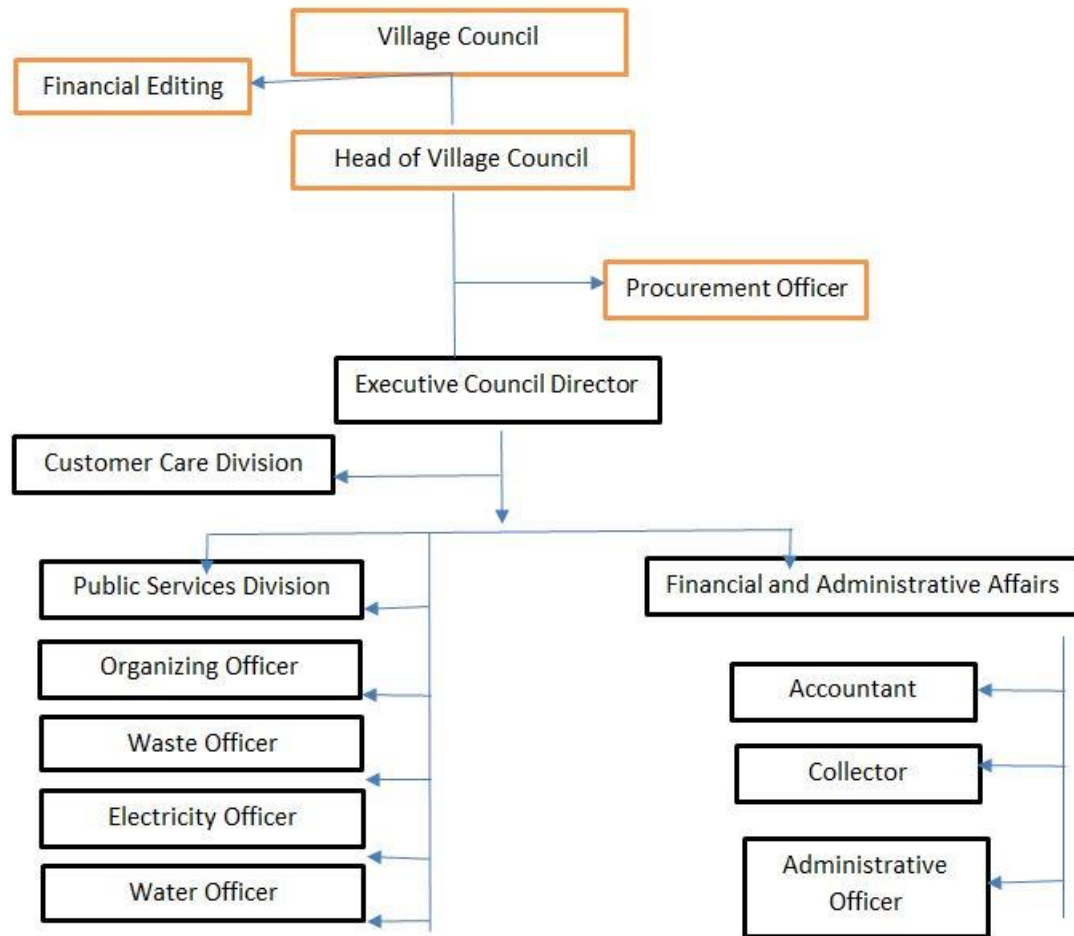 Village Council
Financial Editing
Head of Village Council
Procurement Officer
Executive Council Director
Customer Care Division
Public Services Division
Organizing Officer
Waste Officer
Electricity Officer
Water Officer
Financial and Administrative Affairs
Accountant
Collector
Administrative
Officer